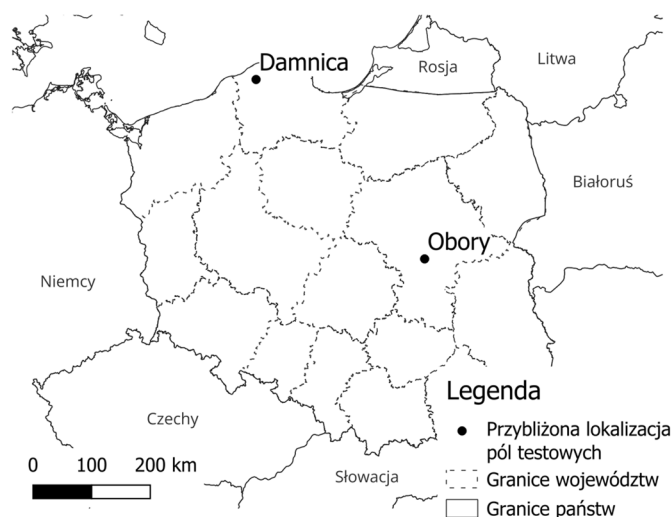 Damnica
Rosja
Litwa
Białoruś
Obory
Niemcy
Czechy
Słowacja
0 100 200 km
Legenda
Przybliżona lokalizacja
pól testowych
Granice województw
Granice państw